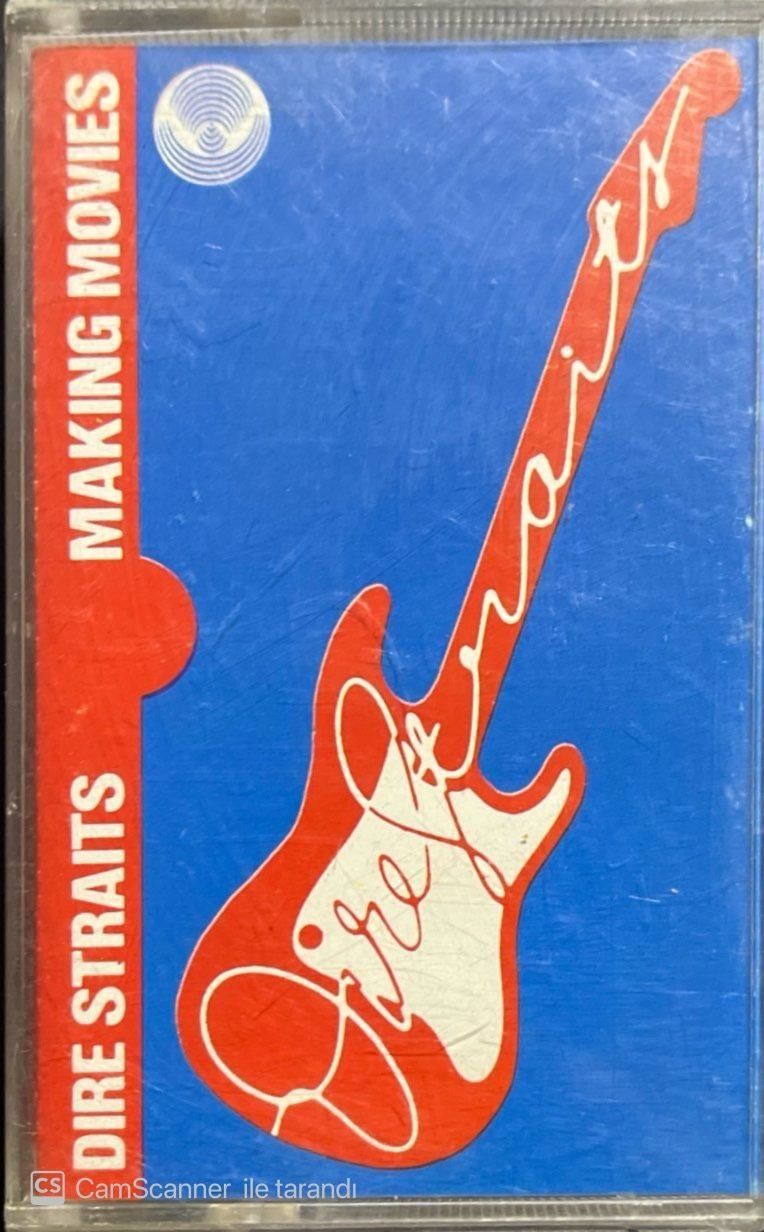 DIRE STRAITS MAKING MOVIES
Dire Straits
CS CamScanner ile tarandı